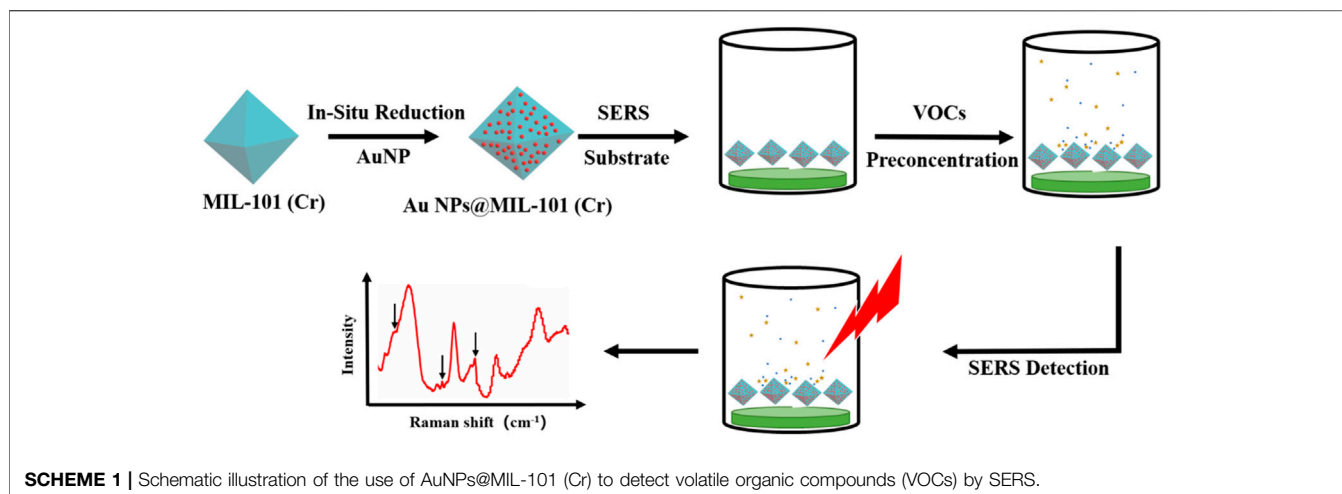 In-Situ Reduction
AuNP
SERS
Substrate
VOCs
Preconcentration
MIL-101 (Cr)
Au NPs@MIL-101 (Cr)
SERS Detection
Intensity
Raman shift (cm⁻¹)
SCHEME 1 | Schematic illustration of the use of AuNPs@MIL-101 (Cr) to detect volatile organic compounds (VOCs) by SERS.